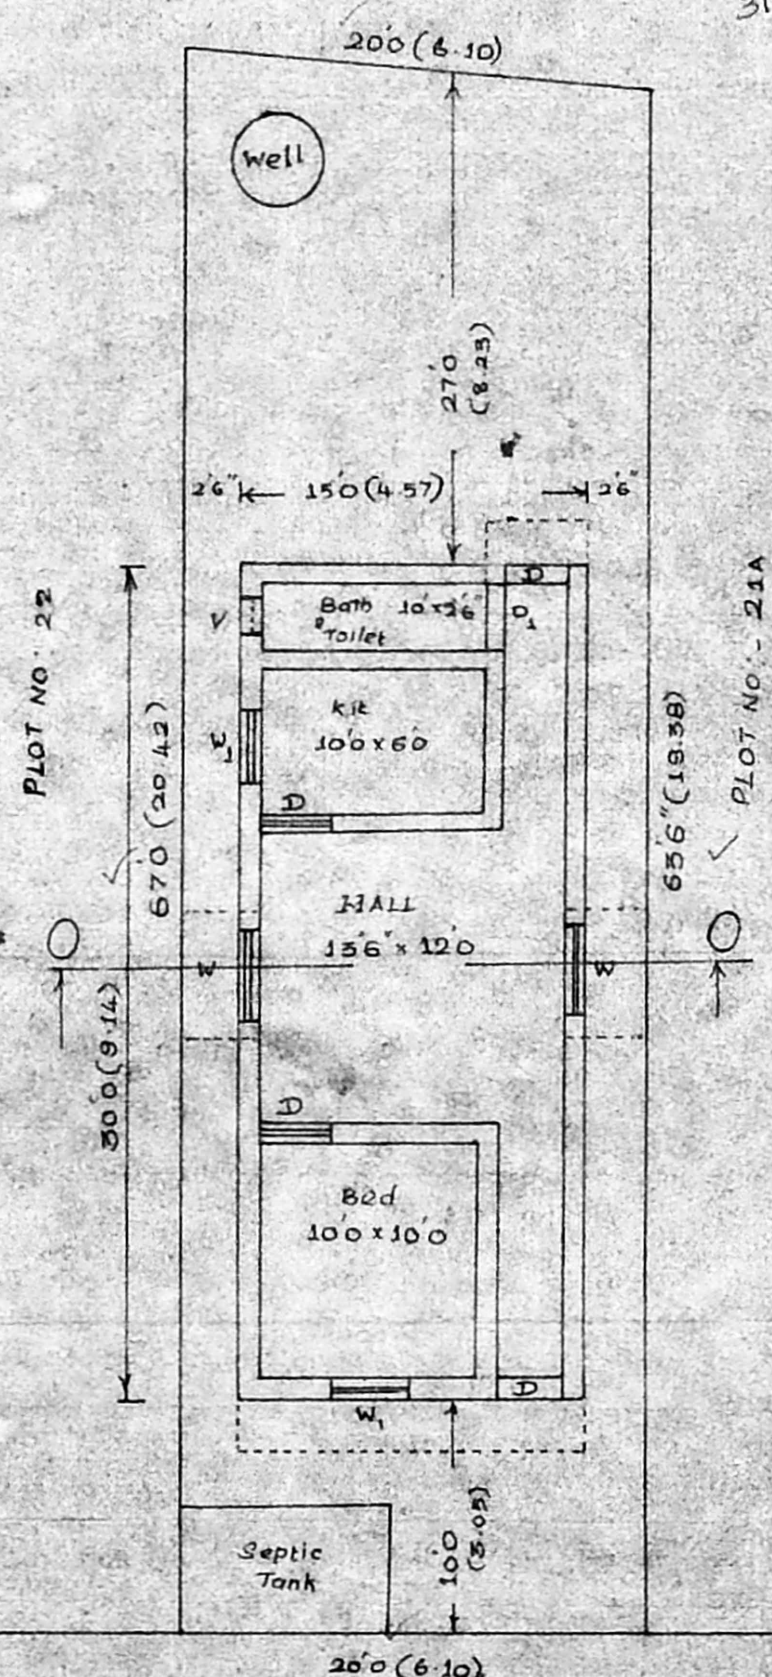 31
20'0 (6.10)
Well
27'0
(8.23)
2'6" 15'0 (4.57) 2'6"
D
V
Bath 10'x2'6"
& Toilet
D1
Kit
10'0 x 6'0
D
PLOT NO: 22
67'0 (20.42)
63'6" (19.38)
PLOT NO:- 21A
HALL
13'6" x 12'0
W
W
30'0 (9.14)
D
Bed
10'0 x 10'0
D
W1
10'0
(3.05)
Septic
Tank
20'0 (6.10)